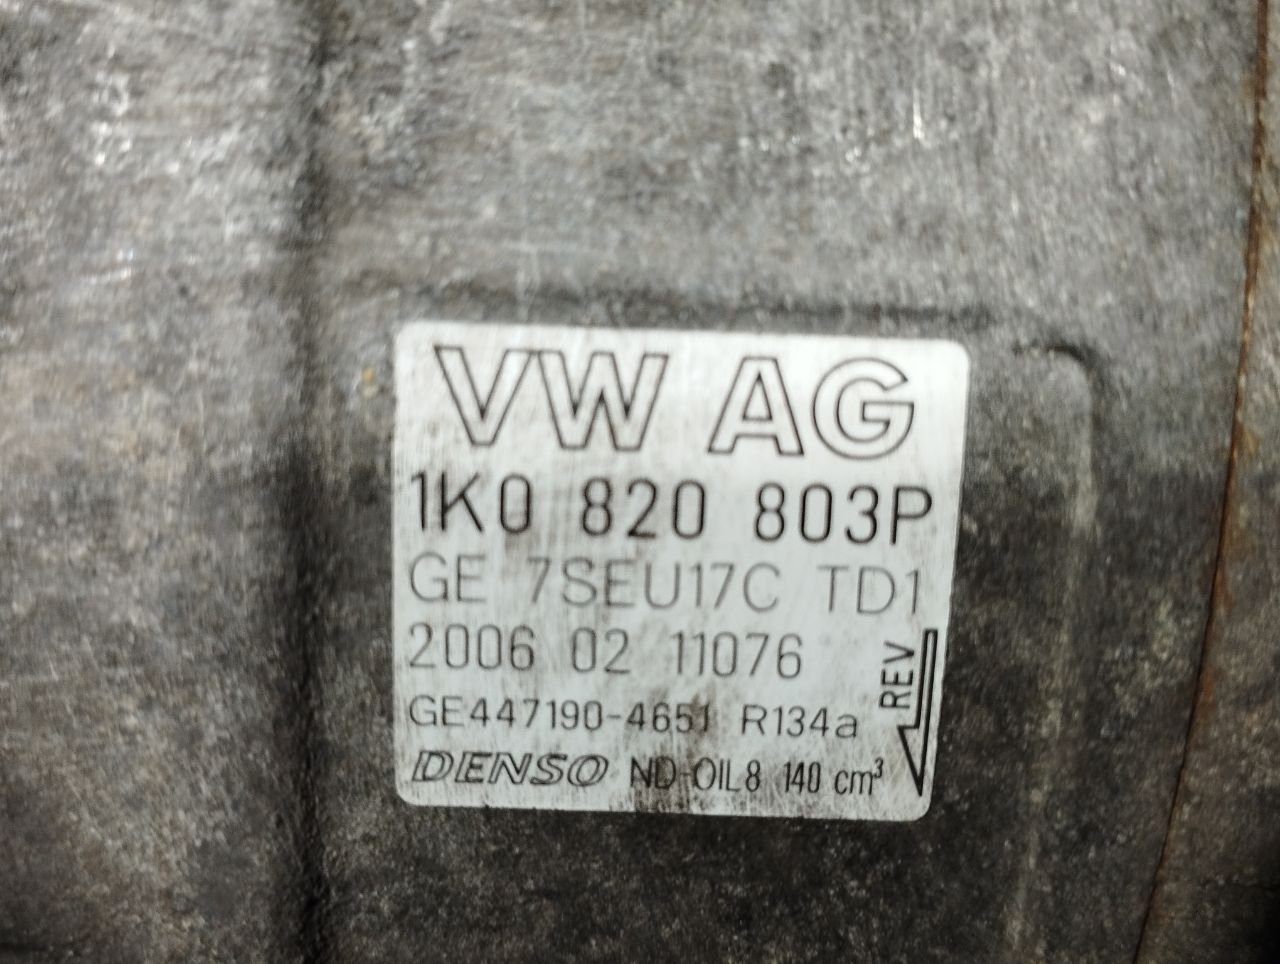 VW AG
1K0 820 803P
GE 7SEU17C TD1
2006 02 11076
REV
GE447190-4651 R134a
DENSO ND-OIL8 140 cm³